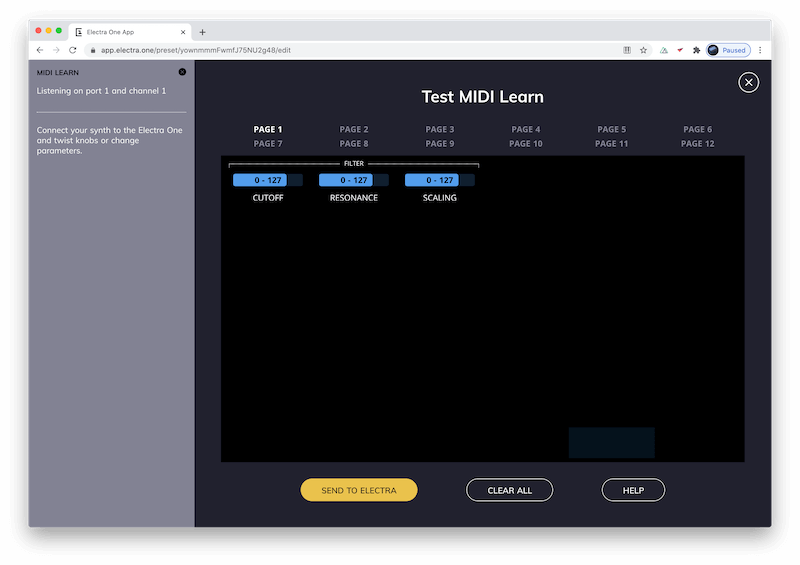 Electra One App
app.electra.one/preset/yownmmmFwmfJ75NU2g48/edit
Paused
MIDI LEARN
Listening on port 1 and channel 1
Connect your synth to the Electra One
and twist knobs or change
parameters.
Test MIDI Learn
PAGE 1 PAGE 2 PAGE 3 PAGE 4 PAGE 5 PAGE 6
PAGE 7 PAGE 8 PAGE 9 PAGE 10 PAGE 11 PAGE 12
FILTER
0 - 127 0 - 127 0 - 127
CUTOFF RESONANCE SCALING
SEND TO ELECTRA CLEAR ALL HELP